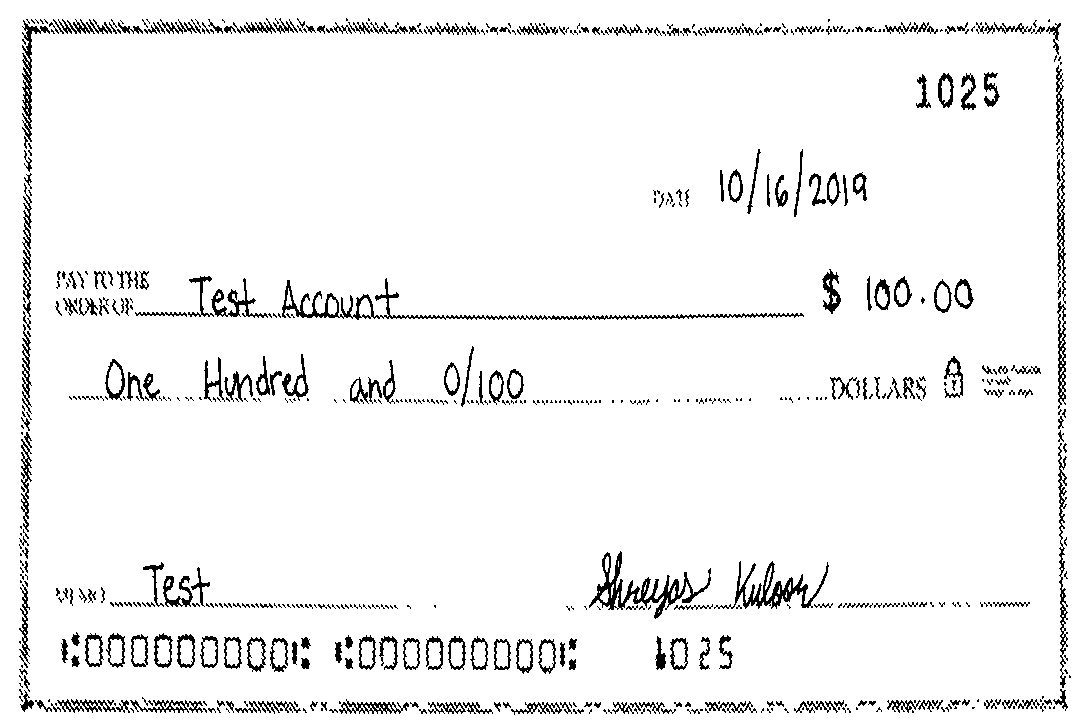 1025
DATE 10/16/2019
PAY TO THE
ORDER OF Test Account $ 100.00
One Hundred and 0/100 DOLLARS
MEMO Test Shreyas Kuloor
⑆000000000⑆ ⑆000000000⑆ 1025